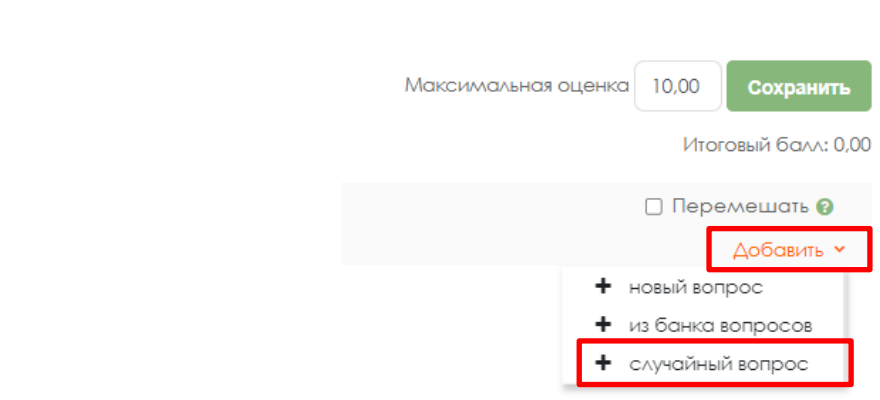 Максимальная оценка 10,00 Сохранить
Итоговый балл: 0,00
Перемешать ?
Добавить
+ новый вопрос
+ из банка вопросов
+ случайный вопрос